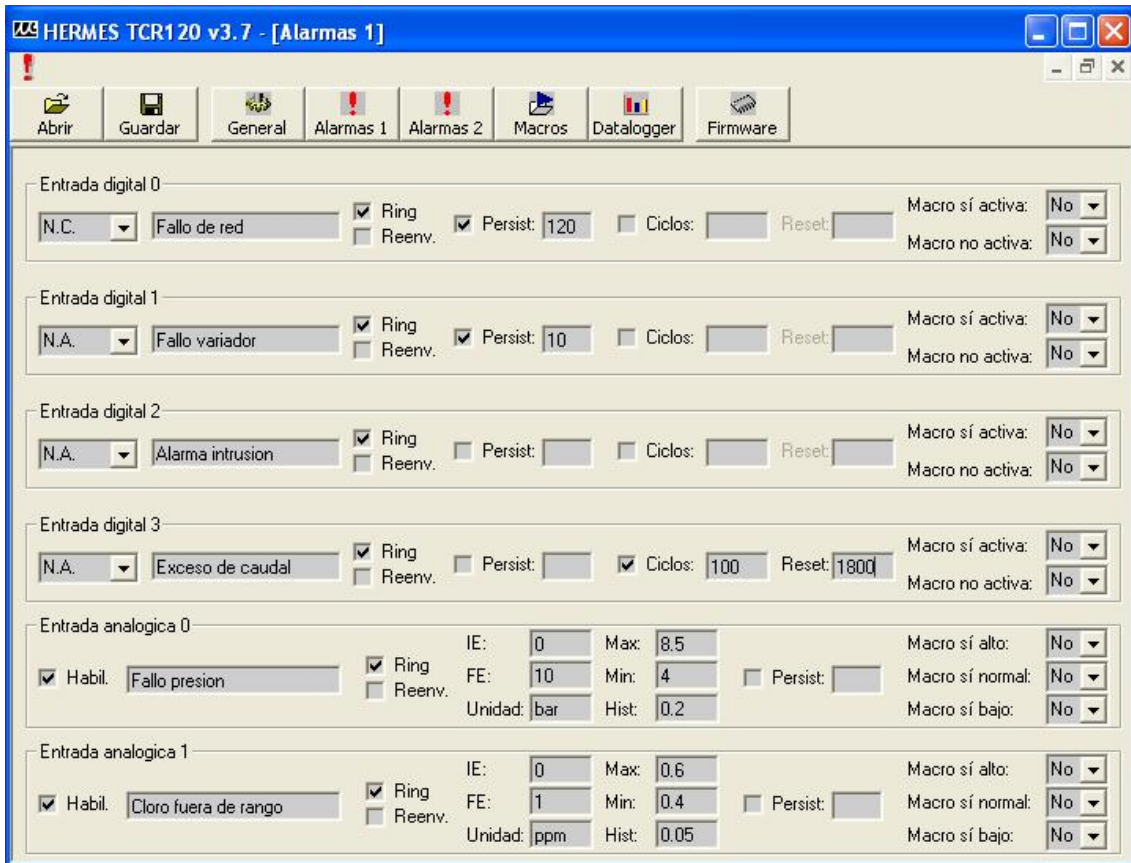 HERMES TCR120 v3.7 - [Alarmas 1]
Abrir Guardar General Alarmas 1 Alarmas 2 Macros Datalogger Firmware
Entrada digital 0
N.C. Fallo de red Ring Reenv. Persist: 120 Ciclos: Reset: Macro sí activa: No
Macro no activa: No
Entrada digital 1
N.A. Fallo variador Ring Reenv. Persist: 10 Ciclos: Reset: Macro sí activa: No
Macro no activa: No
Entrada digital 2
N.A. Alarma intrusion Ring Reenv. Persist: Ciclos: Reset: Macro sí activa: No
Macro no activa: No
Entrada digital 3
N.A. Exceso de caudal Ring Reenv. Persist: Ciclos: 100 Reset: 1800 Macro sí activa: No
Macro no activa: No
Entrada analogica 0
IE: 0 Max: 8.5 Macro sí alto: No
Habil. Fallo presion Ring Reenv. FE: 10 Min: 4 Persist: Macro sí normal: No
Unidad: bar Hist: 0.2 Macro sí bajo: No
Entrada analogica 1
IE: 0 Max: 0.6 Macro sí alto: No
Habil. Cloro fuera de rango Ring Reenv. FE: 1 Min: 0.4 Persist: Macro sí normal: No
Unidad: ppm Hist: 0.05 Macro sí bajo: No